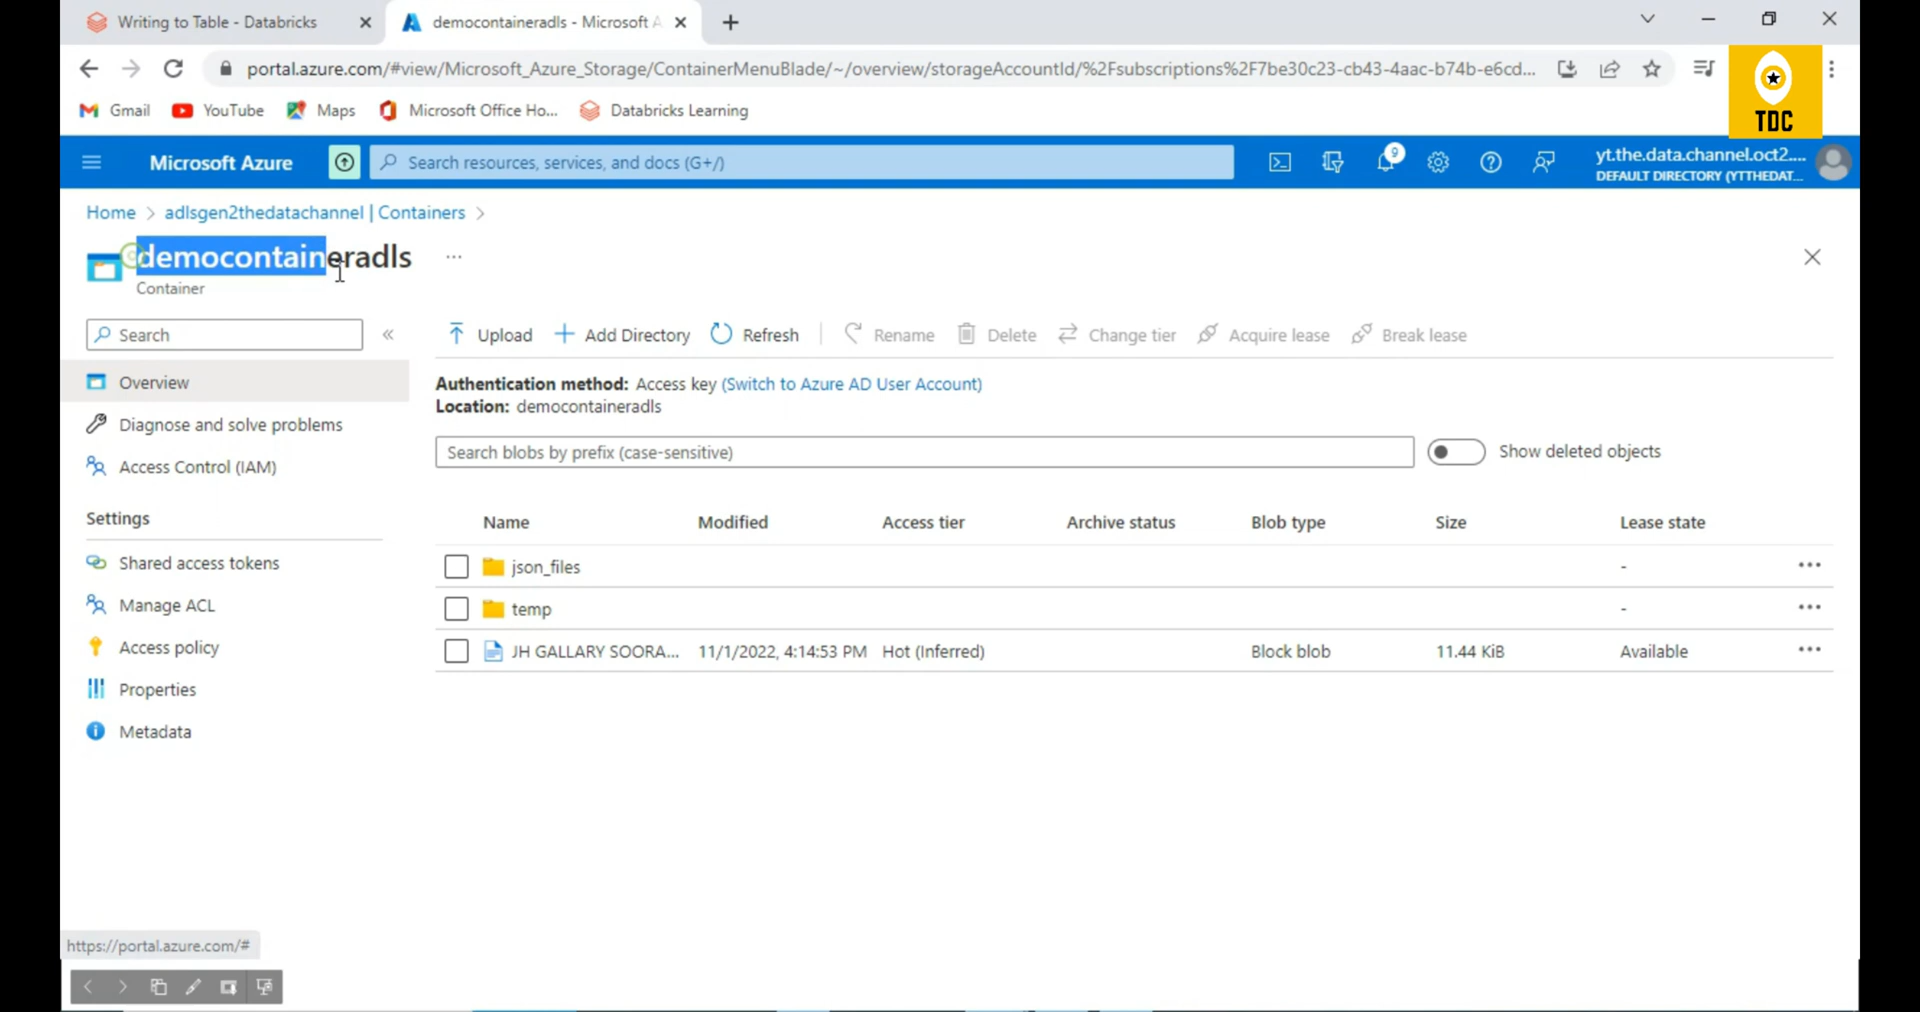 Writing to Table - Databricks
democontaineradls - Microsoft A
portal.azure.com/#view/Microsoft_Azure_Storage/ContainerMenuBlade/~/overview/storageAccountId/%2Fsubscriptions%2F7be30c23-cb43-4aac-b74b-e6cd...
Gmail YouTube Maps Microsoft Office Ho... Databricks Learning
TDC
Microsoft Azure
Search resources, services, and docs (G+/)
9
yt.the.data.channel.oct2....
DEFAULT DIRECTORY (YTTHEDAT...
Home > adlsgen2thedatachannel | Containers >
democontaineradls ...
Container
Search
«
Upload Add Directory Refresh Rename Delete Change tier Acquire lease Break lease
Overview
Diagnose and solve problems
Access Control (IAM)
Settings
Shared access tokens
Manage ACL
Access policy
Properties
Metadata
Authentication method: Access key (Switch to Azure AD User Account)
Location: democontaineradls
Search blobs by prefix (case-sensitive)
Show deleted objects
Name Modified Access tier Archive status Blob type Size Lease state
json_files - ...
temp - ...
JH GALLARY SOORA... 11/1/2022, 4:14:53 PM Hot (Inferred) Block blob 11.44 KiB Available ...
https://portal.azure.com/#